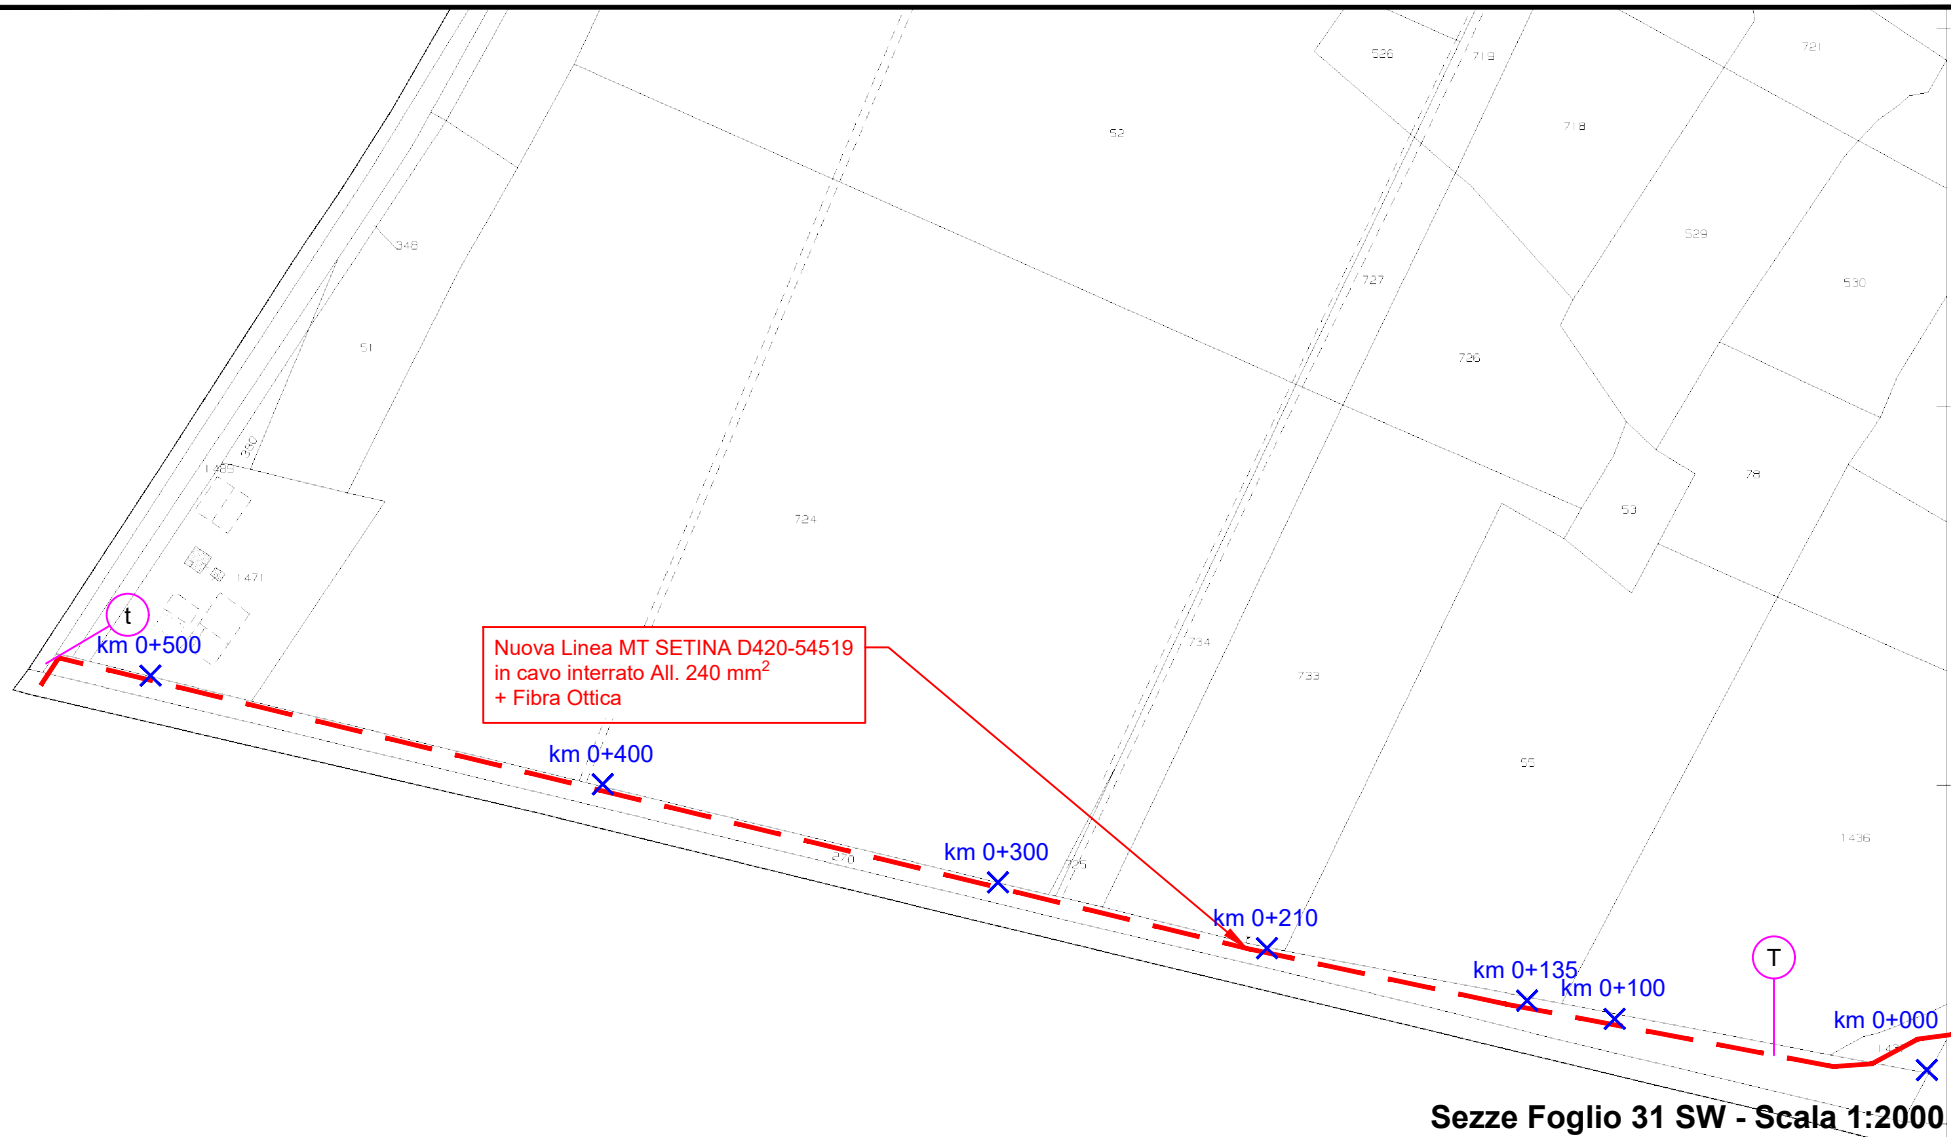 526
719
721
52
718
348
529
727
530
51
726
380
1489
78
724
53
1471
t
km 0+500
Nuova Linea MT SETINA D420-54519
in cavo interrato All. 240 mm²
+ Fibra Ottica
734
733
km 0+400
55
1436
270
km 0+300
km 0+210
T
km 0+135
km 0+100
km 0+000
Sezze Foglio 31 SW - Scala 1:2000